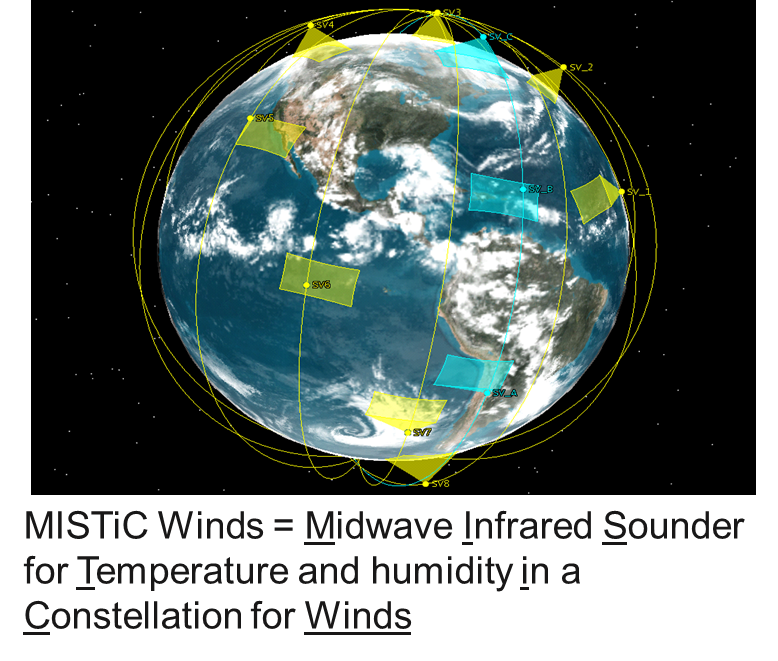 SV4
SV3
SV_C
SV_2
SV5
SV_B
SV_1
SV6
SV_A
SV7
SV8
MISTiC Winds = Midwave Infrared Sounder
for Temperature and humidity in a
Constellation for Winds